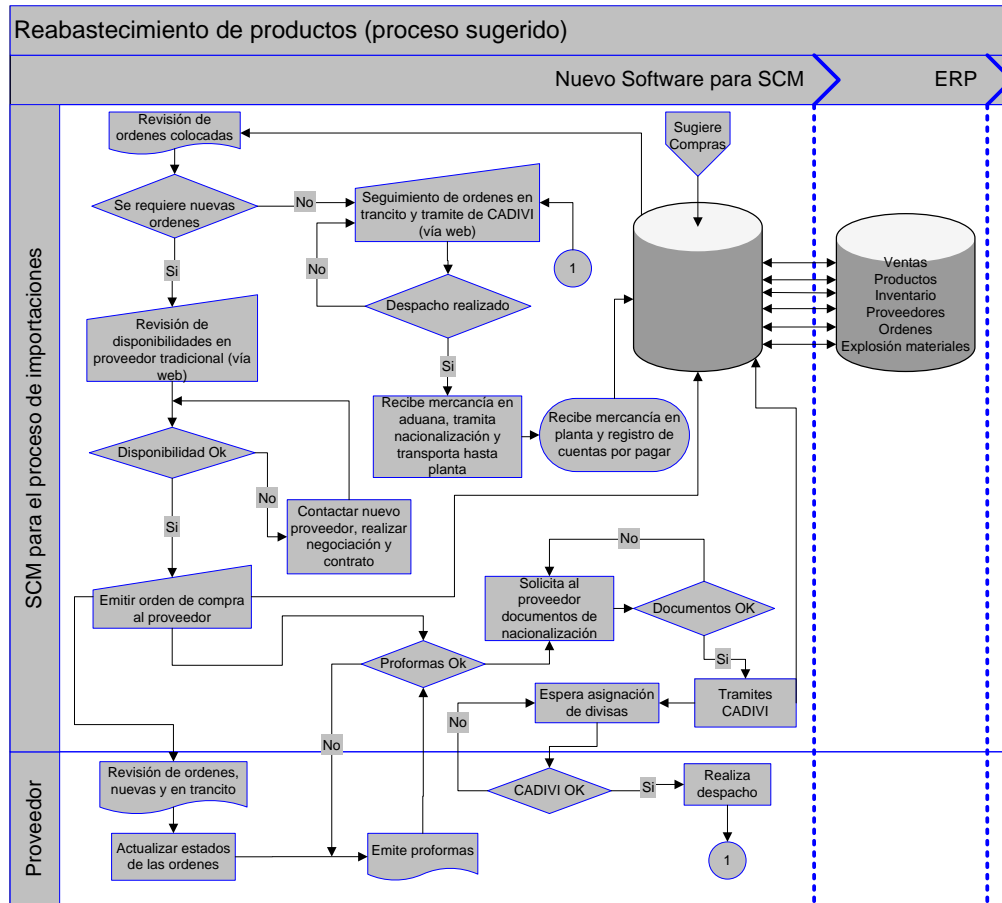 Reabastecimiento de productos (proceso sugerido)
Nuevo Software para SCM
ERP
SCM para el proceso de importaciones
Revisión de
ordenes colocadas
Sugiere
Compras
Se requiere nuevas
ordenes
No
Seguimiento de ordenes en
trancito y tramite de CADIVI
(vía web)
1
Si
No
Despacho realizado
Ventas
Productos
Inventario
Proveedores
Ordenes
Explosión materiales
Revisión de
disponibilidades en
proveedor tradicional (vía
web)
Si
Recibe mercancía en
aduana, tramita
nacionalización y
transporta hasta
planta
Recibe mercancía en
planta y registro de
cuentas por pagar
Disponibilidad Ok
No
Contactar nuevo
proveedor, realizar
negociación y
contrato
Si
No
Emitir orden de compra
al proveedor
Solicita al
proveedor
documentos de
nacionalización
Documentos OK
Proformas Ok
Si
Espera asignación
de divisas
Tramites
CADIVI
No
No
Proveedor
Revisión de ordenes,
nuevas y en trancito
CADIVI OK
Si
Realiza
despacho
Actualizar estados
de las ordenes
Emite proformas
1